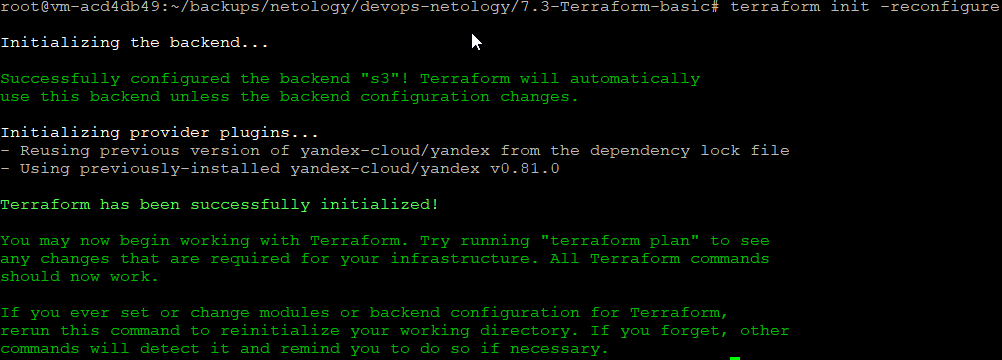 root@vm-acd4db49:~/backups/netology/devops-netology/7.3-Terraform-basic# terraform init -reconfigure
Initializing the backend...
Successfully configured the backend "s3"! Terraform will automatically
use this backend unless the backend configuration changes.
Initializing provider plugins...
- Reusing previous version of yandex-cloud/yandex from the dependency lock file
- Using previously-installed yandex-cloud/yandex v0.81.0
Terraform has been successfully initialized!
You may now begin working with Terraform. Try running "terraform plan" to see
any changes that are required for your infrastructure. All Terraform commands
should now work.
If you ever set or change modules or backend configuration for Terraform,
rerun this command to reinitialize your working directory. If you forget, other
commands will detect it and remind you to do so if necessary.